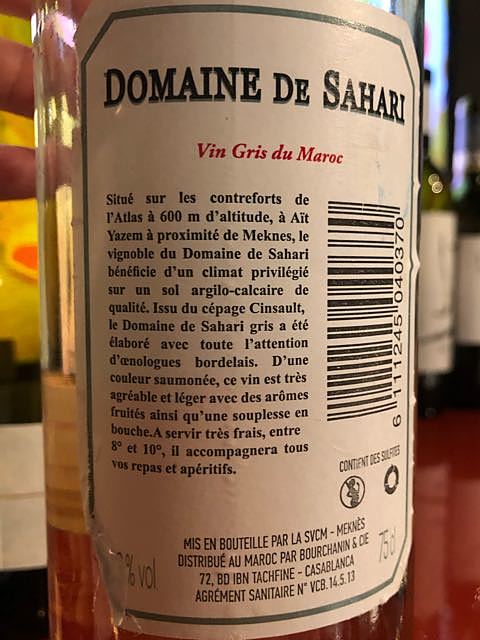 DOMAINE DE SAHARI
Vin Gris du Maroc
Situé sur les contreforts de
l'Atlas à 600 m d'altitude, à Aït
Yazem à proximité de Meknes, le
vignoble du Domaine de Sahari
bénéficie d'un climat privilégié
sur un sol argilo-calcaire de
qualité. Issu du cépage Cinsault,
le Domaine de Sahari gris a été
élaboré avec toute l'attention
d'œnologues bordelais. D'une
couleur saumonée, ce vin est très
agréable et léger avec des arômes
fruités ainsi qu'une souplesse en
bouche.A servir très frais, entre
8° et 10°, il accompagnera tous
vos repas et apéritifs.
6 111245 040370
CONTIENT DES SULFITES
MIS EN BOUTEILLE PAR LA SVCM - MEKNÈS
DISTRIBUÉ AU MAROC PAR BOURCHANIN & CIE
72, BD IBN TACHFINE - CASABLANCA
AGRÉMENT SANITAIRE N° VCB.14.5.13
% vol
75 cl